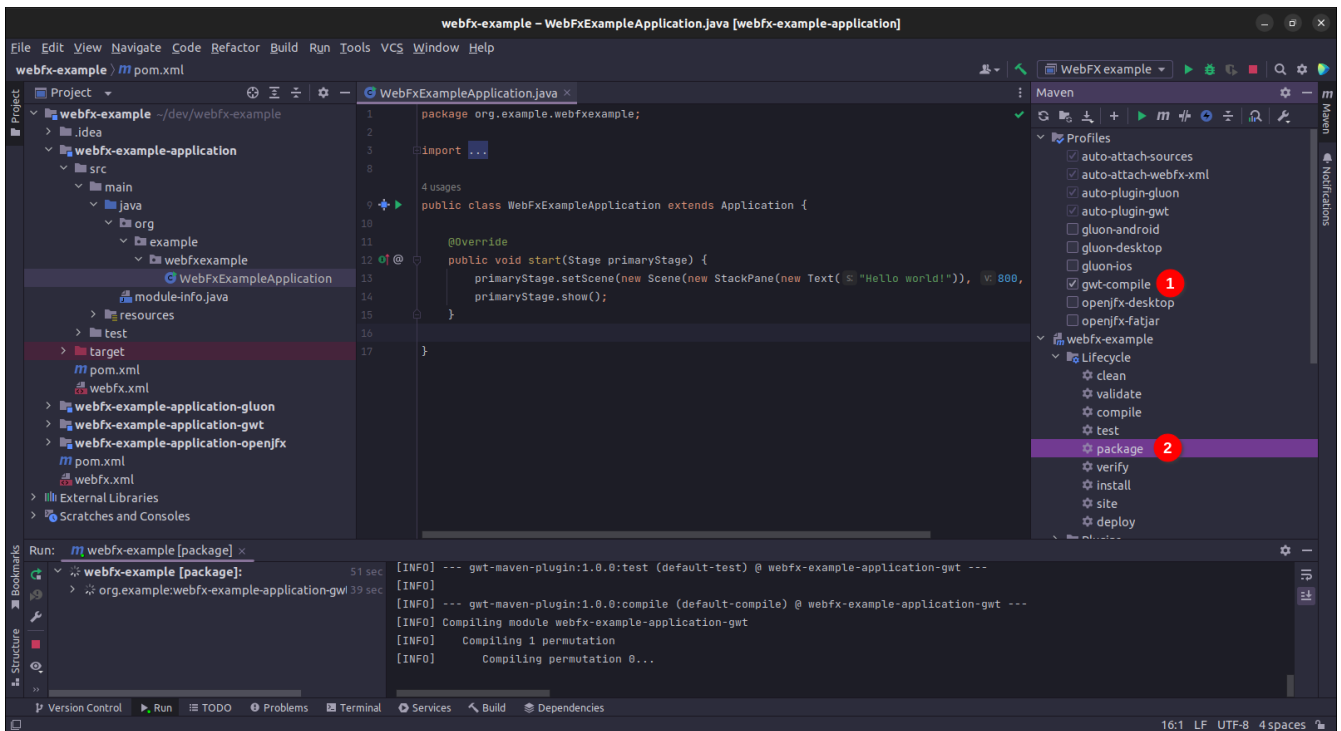 webfx-example – WebFxExampleApplication.java [webfx-example-application]
File Edit View Navigate Code Refactor Build Run Tools VCS Window Help
webfx-example m pom.xml
WebFX example
Project
Project
WebFxExampleApplication.java
Maven
Maven
Notifications
webfx-example ~/dev/webfx-example
.idea
webfx-example-application
src
main
java
org
example
webfxexample
WebFxExampleApplication
module-info.java
resources
test
target
m pom.xml
webfx.xml
webfx-example-application-gluon
webfx-example-application-gwt
webfx-example-application-openjfx
m pom.xml
webfx.xml
External Libraries
Scratches and Consoles
1 package org.example.webfxexample;
2
3 import ...
8
4 usages
9 public class WebFxExampleApplication extends Application {
10
11 @Override
12 @ public void start(Stage primaryStage) {
13 primaryStage.setScene(new Scene(new StackPane(new Text( s: "Hello world!")), v: 800,
14 primaryStage.show();
15 }
16
17 }
Profiles
auto-attach-sources
auto-attach-webfx-xml
auto-plugin-gluon
auto-plugin-gwt
gluon-android
gluon-desktop
gluon-ios
gwt-compile 1
openjfx-desktop
openjfx-fatjar
webfx-example
Lifecycle
clean
validate
compile
test
package 2
verify
install
site
deploy
Bookmarks
Structure
Run: m webfx-example [package]
webfx-example [package]: 51 sec
org.example:webfx-example-application-gw 39 sec
[INFO] --- gwt-maven-plugin:1.0.0:test (default-test) @ webfx-example-application-gwt ---
[INFO]
[INFO] --- gwt-maven-plugin:1.0.0:compile (default-compile) @ webfx-example-application-gwt ---
[INFO] Compiling module webfx-example-application-gwt
[INFO] Compiling 1 permutation
[INFO] Compiling permutation 0...
Version Control Run TODO Problems Terminal Services Build Dependencies
16:1 LF UTF-8 4 spaces